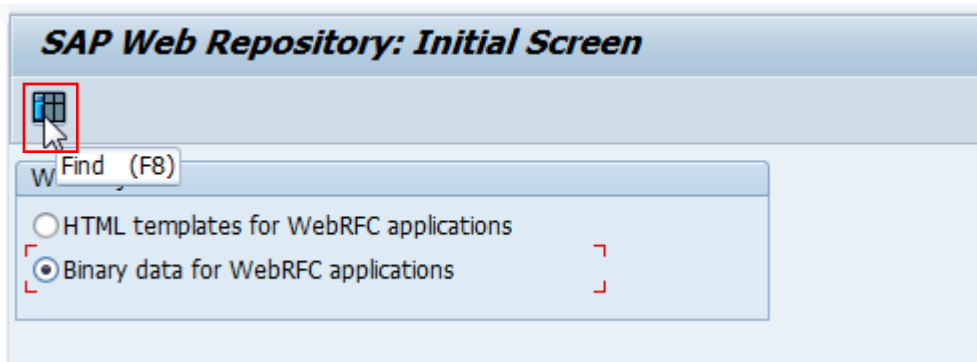 SAP Web Repository: Initial Screen
Find (F8)
HTML templates for WebRFC applications
Binary data for WebRFC applications